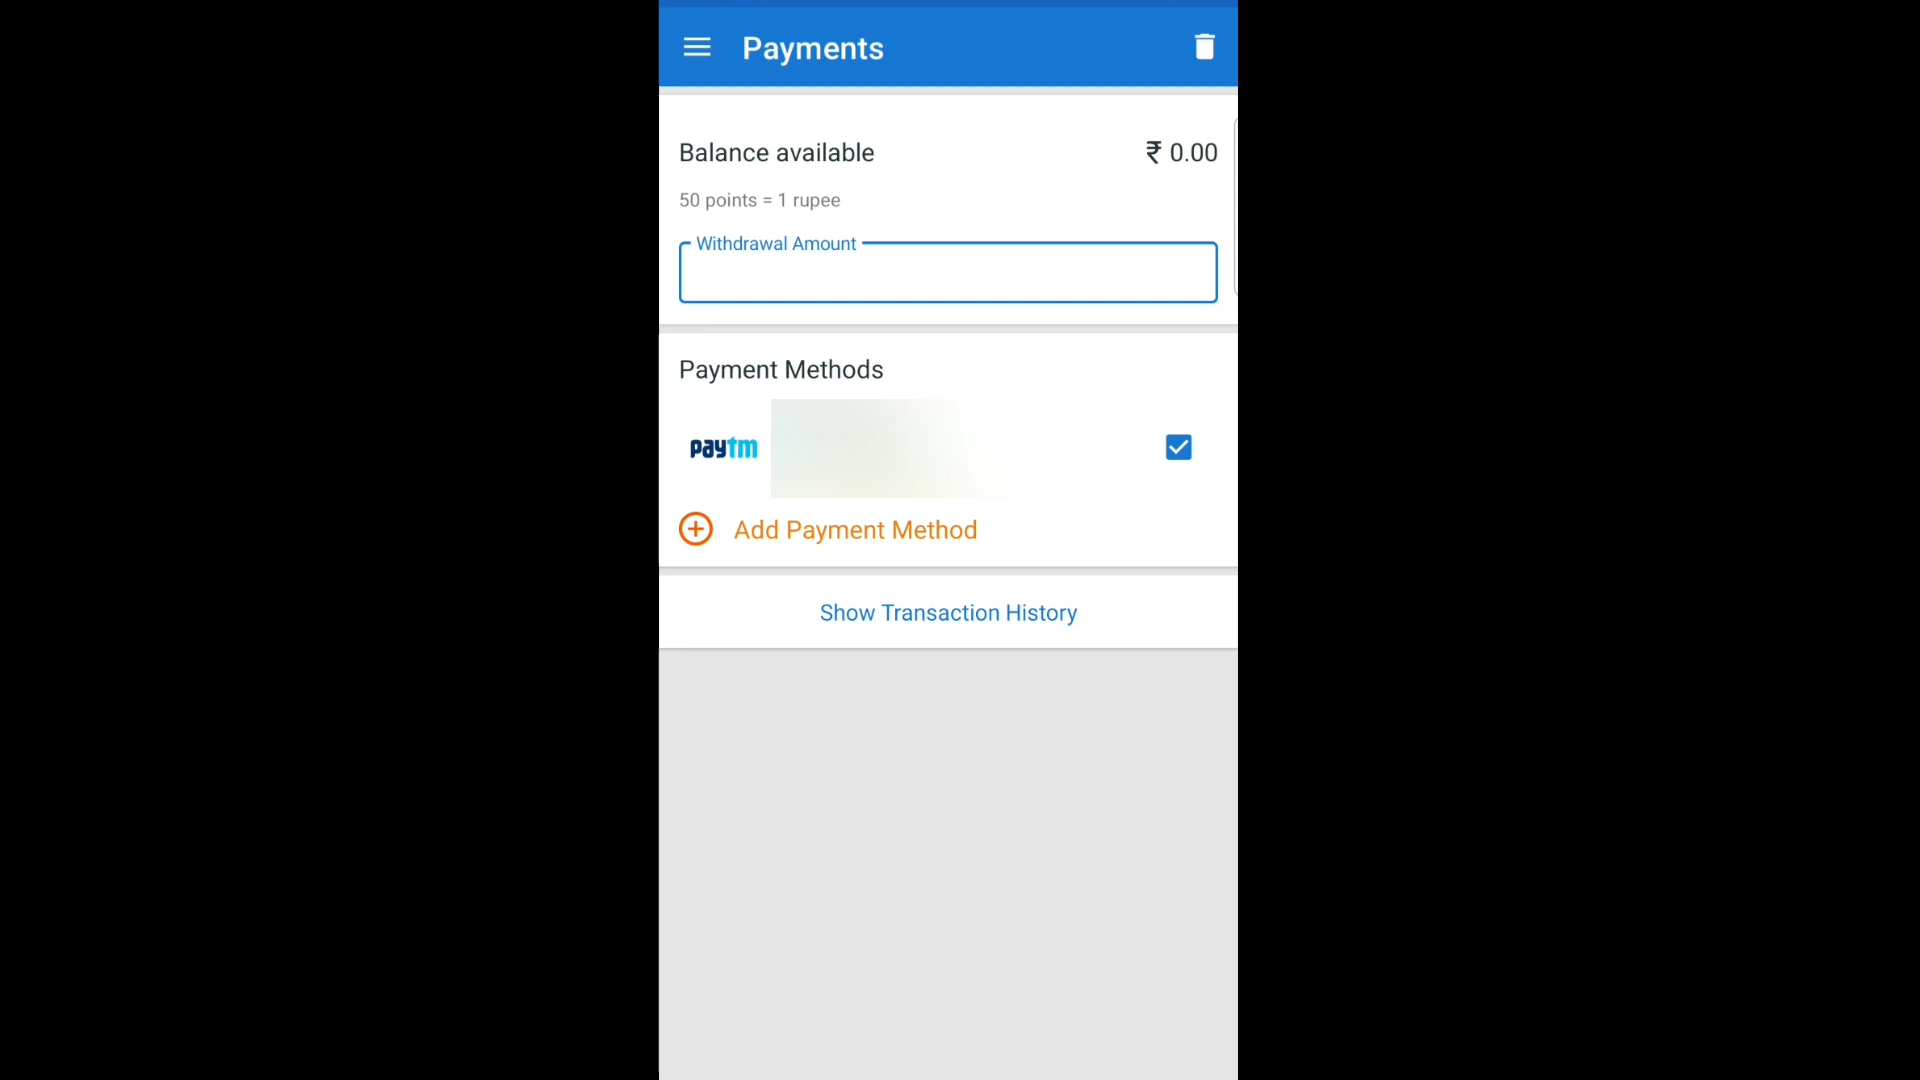 Payments
Balance available ₹ 0.00
50 points = 1 rupee
Withdrawal Amount
Payment Methods
paytm
Add Payment Method
Show Transaction History